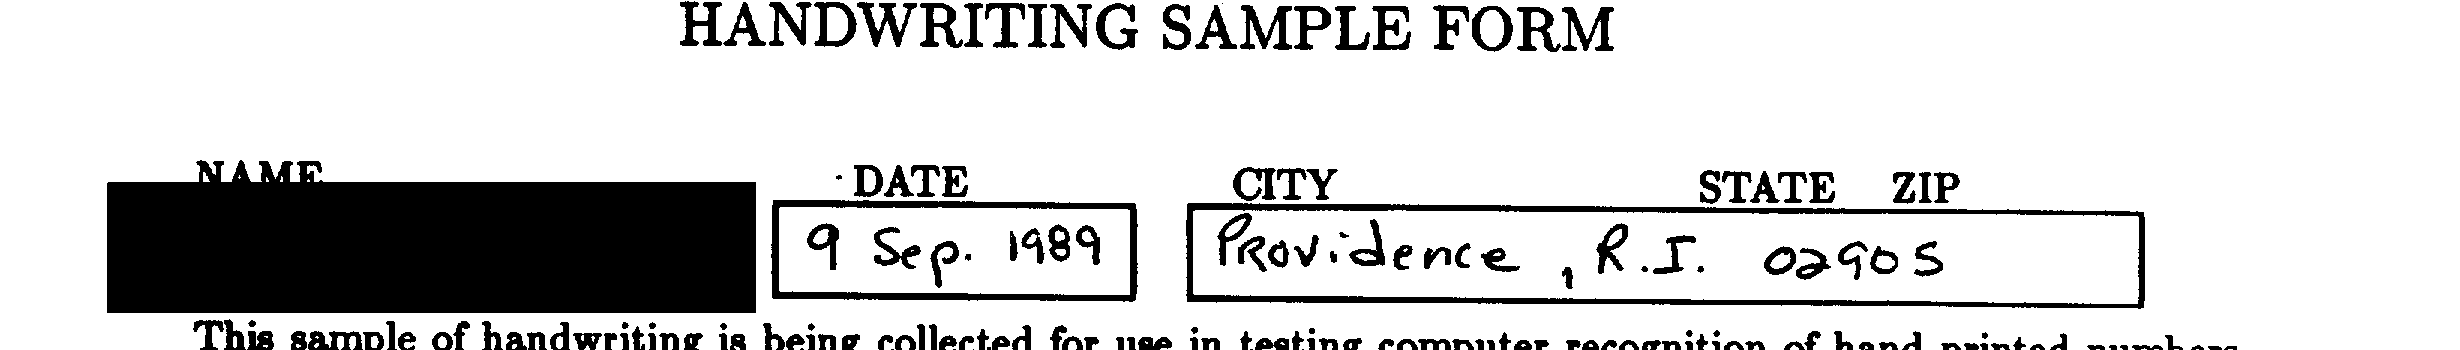 HANDWRITING SAMPLE FORM
NAME DATE CITY STATE ZIP
9 Sep. 1989 Providence, R.I. 02905
This sample of handwriting is being collected for use in testing computer recognition of hand printed numbers